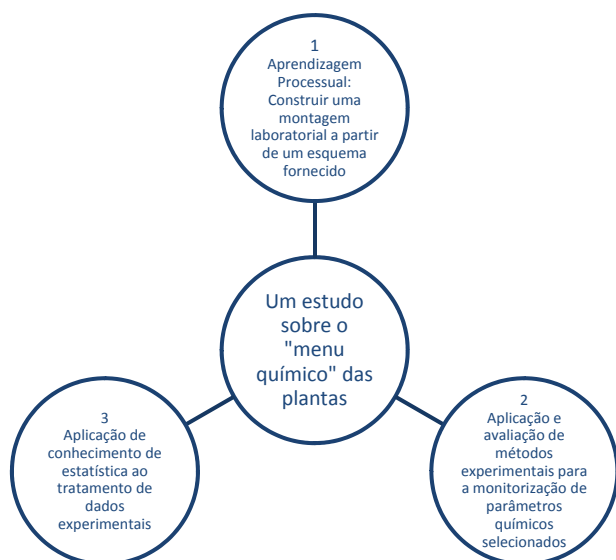 1
Aprendizagem
Processual:
Construir uma
montagem
laboratorial a partir
de um esquema
fornecido
Um estudo
sobre o
"menu
químico" das
plantas
2
Aplicação e
avaliação de
métodos
experimentais para
a monitorização de
parâmetros
químicos
selecionados
3
Aplicação de
conhecimento de
estatística ao
tratamento de
dados
experimentais